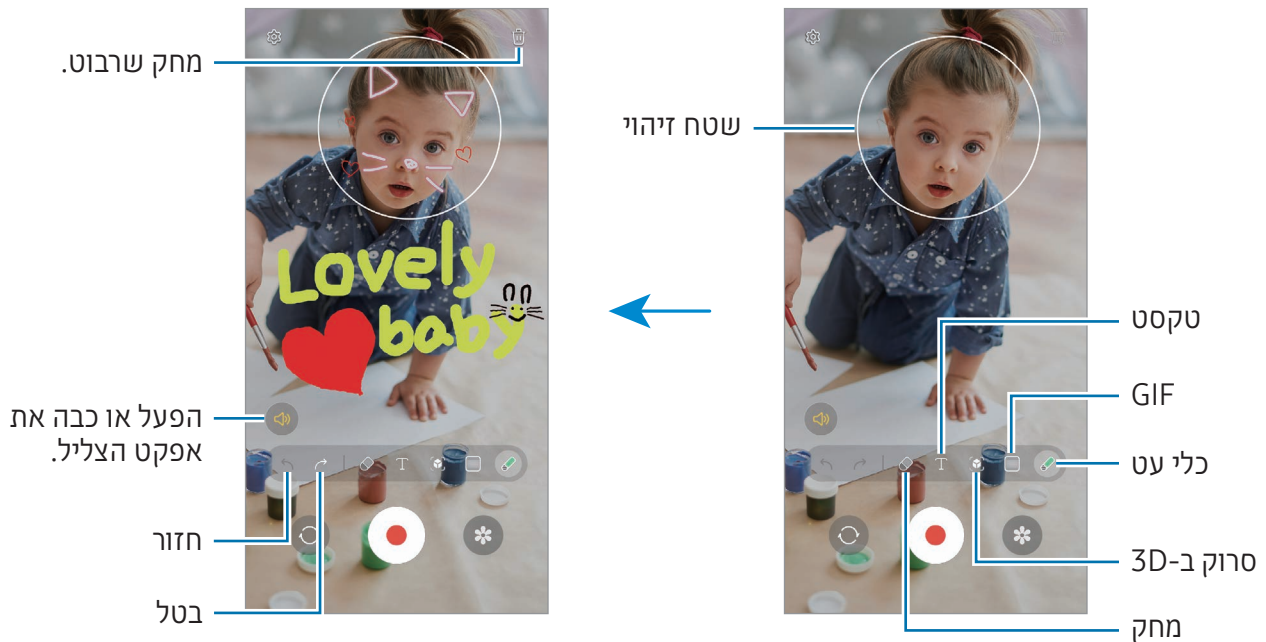 שטח זיהוי
טקסט
GIF
כלי עט
סרוק ב-3D
מחק
מחק שרבוט.
Lovely
baby
הפעל או כבה את
אפקט הצליל.
חזור
בטל
T
T